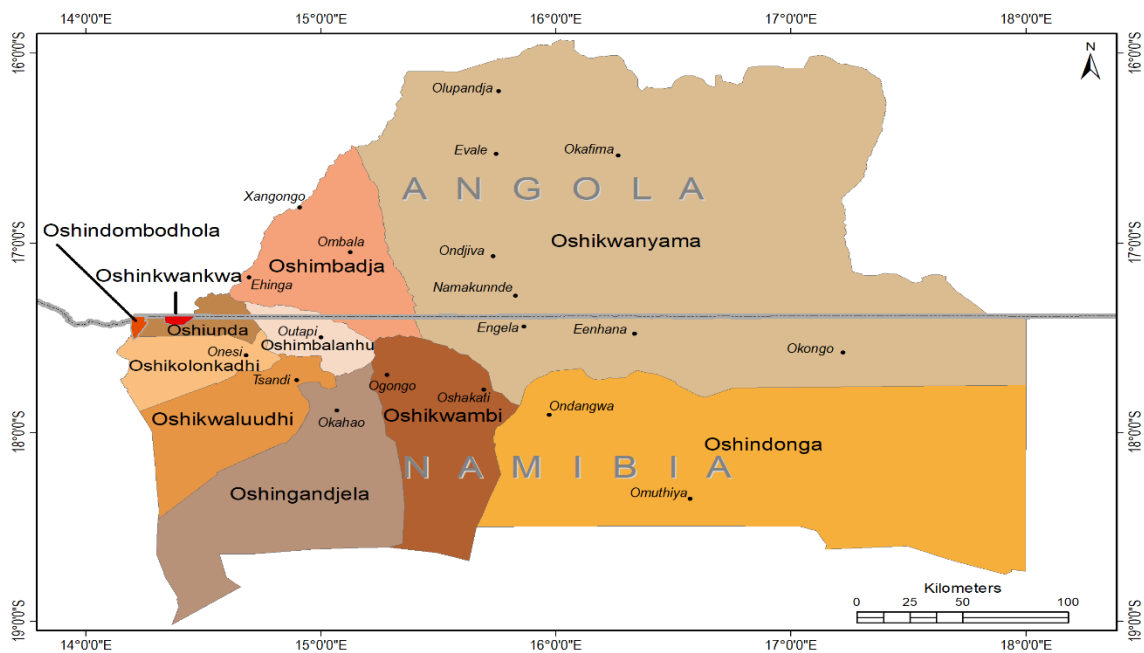 14°0'0"E 15°0'0"E 16°0'0"E 17°0'0"E 18°0'0"E
16°0'0"S 16°0'0"S
N
Olupandja
Evale Okafima
ANGOLA
Xangongo
Oshindombodhola
Oshikwanyama
17°0'0"S 17°0'0"S
Ombala
Ondjiva
Oshimbadja
Oshinkwankwa
Ehinga
Namakunnde
Oshiunda
Engela Eenhana
Outapi
Oshimbalanhu
Okongo
Onesi
Oshikolonkadhi
Tsandi
Ogongo
Oshakati
Okahao
Ondangwa
Oshikwaluudhi
Oshikwambi
18°0'0"S 18°0'0"S
Oshindonga
NAMIBIA
Oshingandjela
Omuthiya
Kilometers
0 25 50 100
19°0'0"S 19°0'0"S
14°0'0"E 15°0'0"E 16°0'0"E 17°0'0"E 18°0'0"E